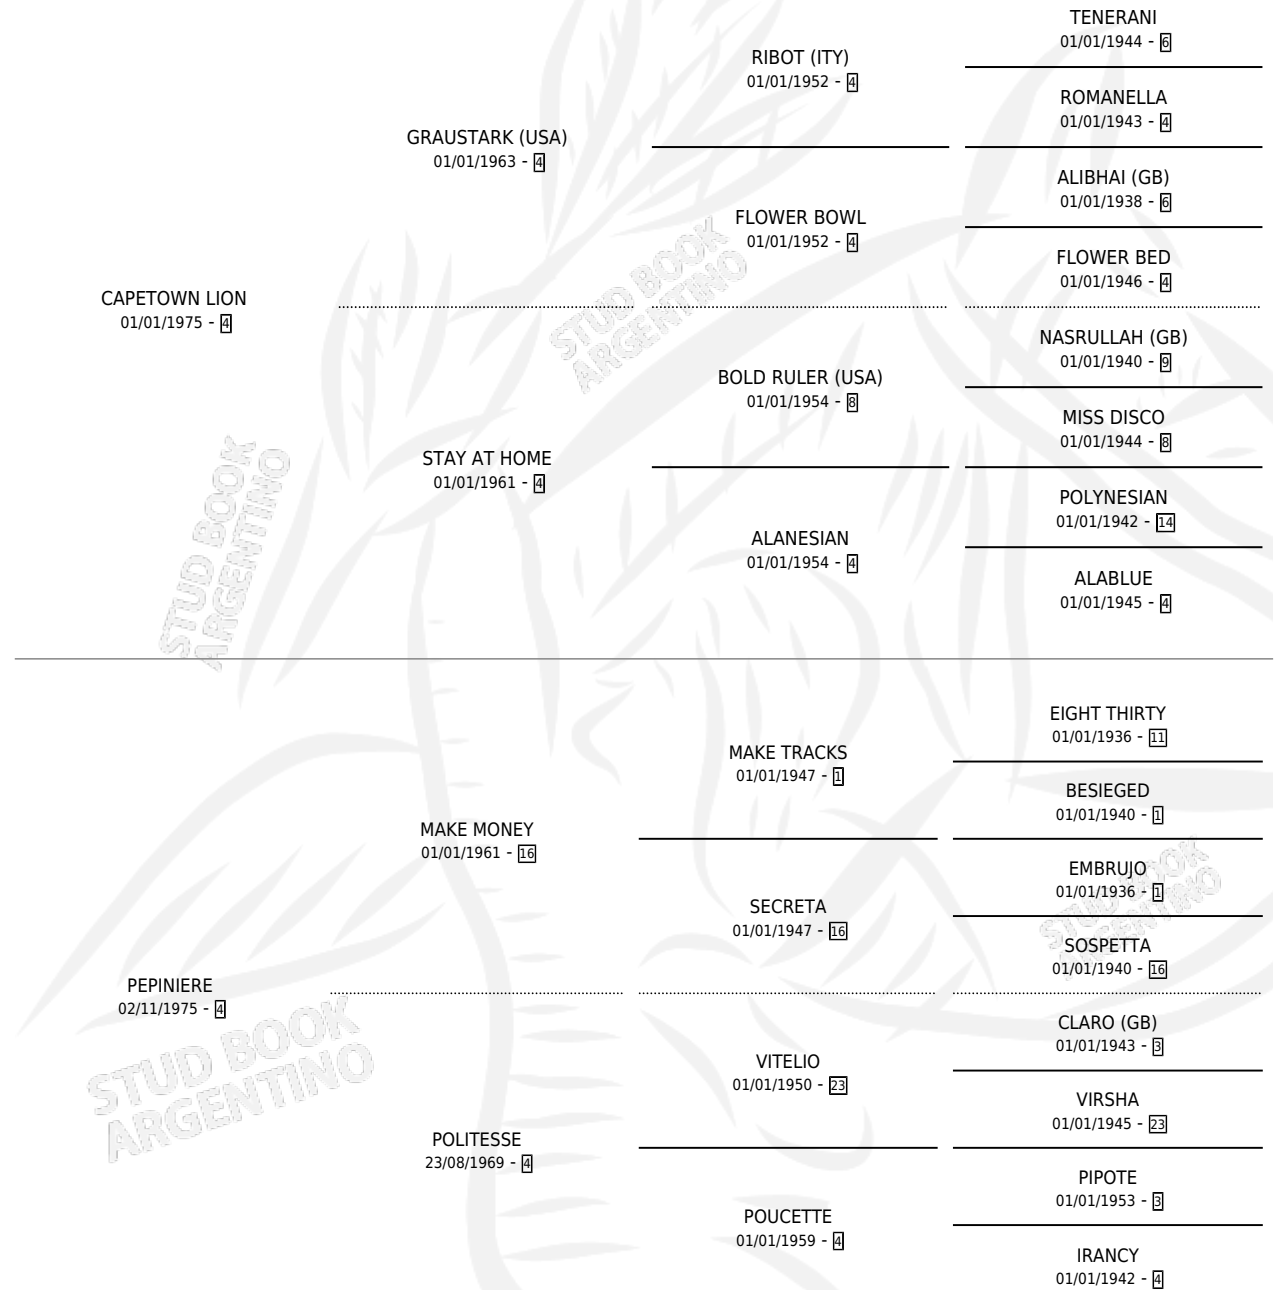 TENERANI
01/01/1944 - 6
RIBOT (ITY)
01/01/1952 - 4
ROMANELLA
01/01/1943 - 4
GRAUSTARK (USA)
01/01/1963 - 4
ALIBHAI (GB)
01/01/1938 - 6
FLOWER BOWL
01/01/1952 - 4
FLOWER BED
01/01/1946 - 4
CAPETOWN LION
01/01/1975 - 4
STUD BOOK
ARGENTINO
NASRULLAH (GB)
01/01/1940 - 9
BOLD RULER (USA)
01/01/1954 - 8
MISS DISCO
01/01/1944 - 8
STAY AT HOME
01/01/1961 - 4
POLYNESIAN
01/01/1942 - 14
ALANESIAN
01/01/1954 - 4
ALABLUE
01/01/1945 - 4
STUD BOOK
ARGENTINO
EIGHT THIRTY
01/01/1936 - 11
MAKE TRACKS
01/01/1947 - 1
BESIEGED
01/01/1940 - 1
MAKE MONEY
01/01/1961 - 16
EMBRUJO
01/01/1936 - 1
SECRETA
01/01/1947 - 16
SOSPETTA
01/01/1940 - 16
STUD BOOK
ARGENTINO
PEPINIERE
02/11/1975 - 4
CLARO (GB)
01/01/1943 - 3
VITELIO
01/01/1950 - 23
VIRSHA
01/01/1945 - 23
STUD BOOK
ARGENTINO
POLITESSE
23/08/1969 - 4
PIPOTE
01/01/1953 - 3
POUCETTE
01/01/1959 - 4
IRANCY
01/01/1942 - 4